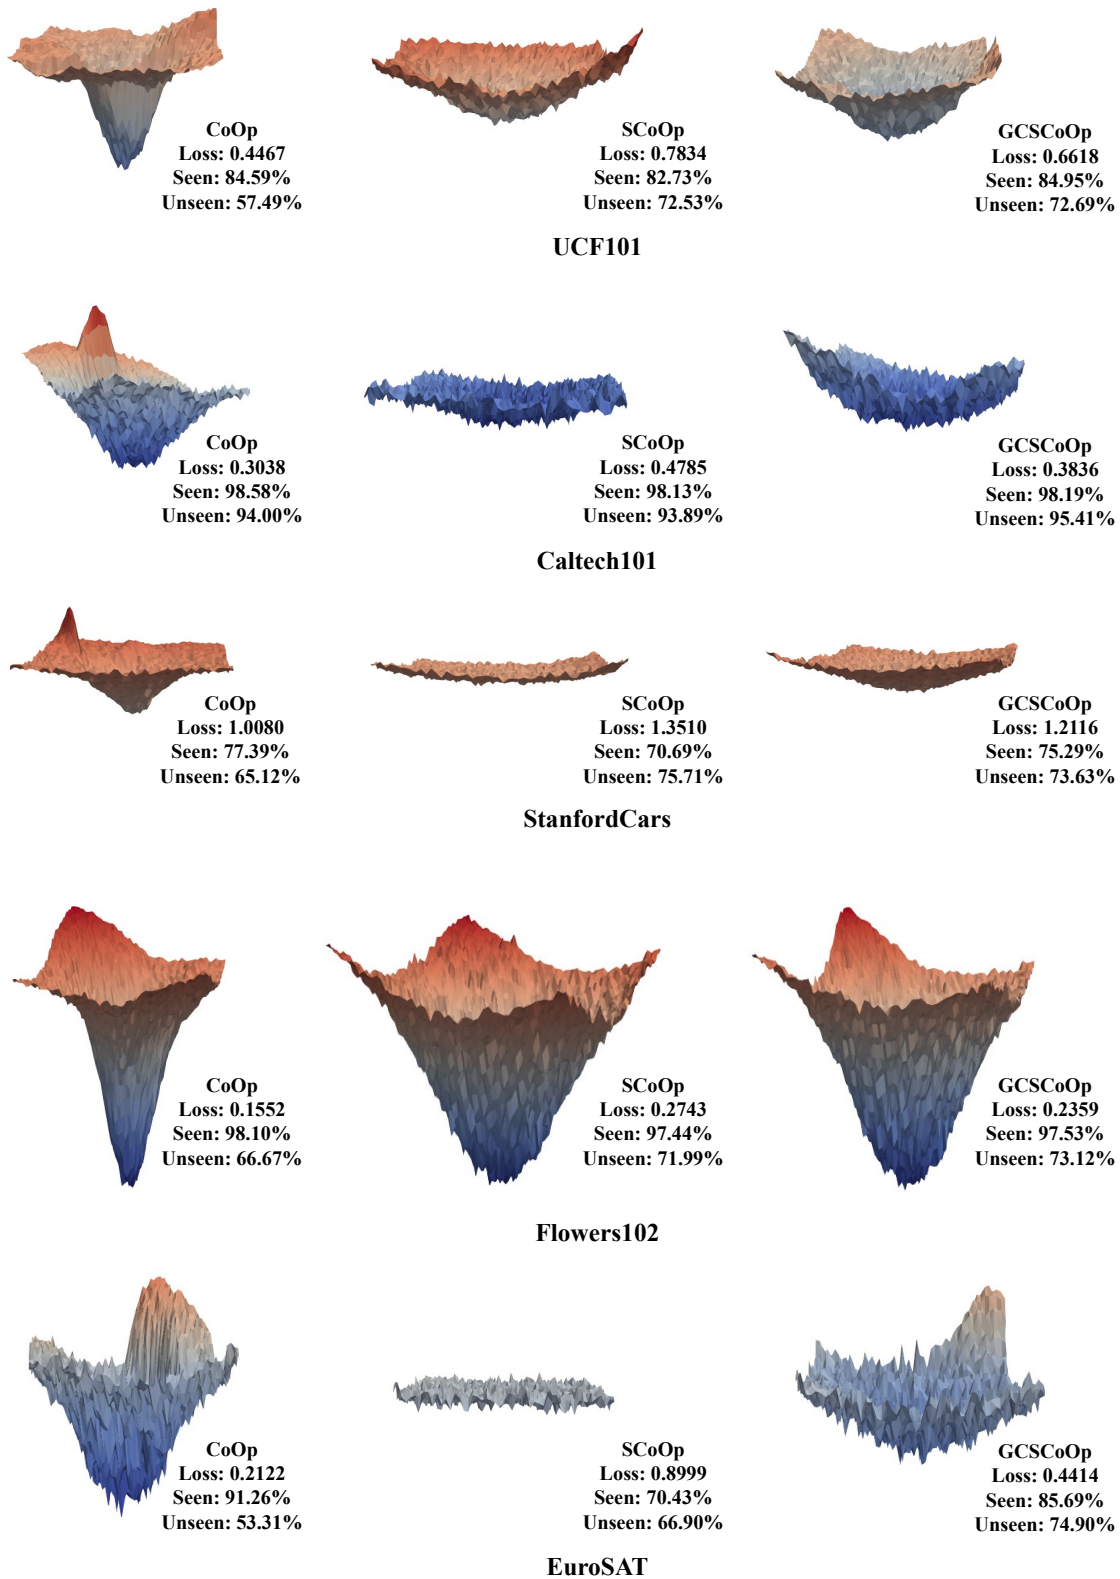 CoOp
Loss: 0.4467
Seen: 84.59%
Unseen: 57.49%
SCoOp
Loss: 0.7834
Seen: 82.73%
Unseen: 72.53%
GCSCoOp
Loss: 0.6618
Seen: 84.95%
Unseen: 72.69%
UCF101
CoOp
Loss: 0.3038
Seen: 98.58%
Unseen: 94.00%
SCoOp
Loss: 0.4785
Seen: 98.13%
Unseen: 93.89%
GCSCoOp
Loss: 0.3836
Seen: 98.19%
Unseen: 95.41%
Caltech101
CoOp
Loss: 1.0080
Seen: 77.39%
Unseen: 65.12%
SCoOp
Loss: 1.3510
Seen: 70.69%
Unseen: 75.71%
GCSCoOp
Loss: 1.2116
Seen: 75.29%
Unseen: 73.63%
StanfordCars
CoOp
Loss: 0.1552
Seen: 98.10%
Unseen: 66.67%
SCoOp
Loss: 0.2743
Seen: 97.44%
Unseen: 71.99%
GCSCoOp
Loss: 0.2359
Seen: 97.53%
Unseen: 73.12%
Flowers102
CoOp
Loss: 0.2122
Seen: 91.26%
Unseen: 53.31%
SCoOp
Loss: 0.8999
Seen: 70.43%
Unseen: 66.90%
GCSCoOp
Loss: 0.4414
Seen: 85.69%
Unseen: 74.90%
EuroSAT